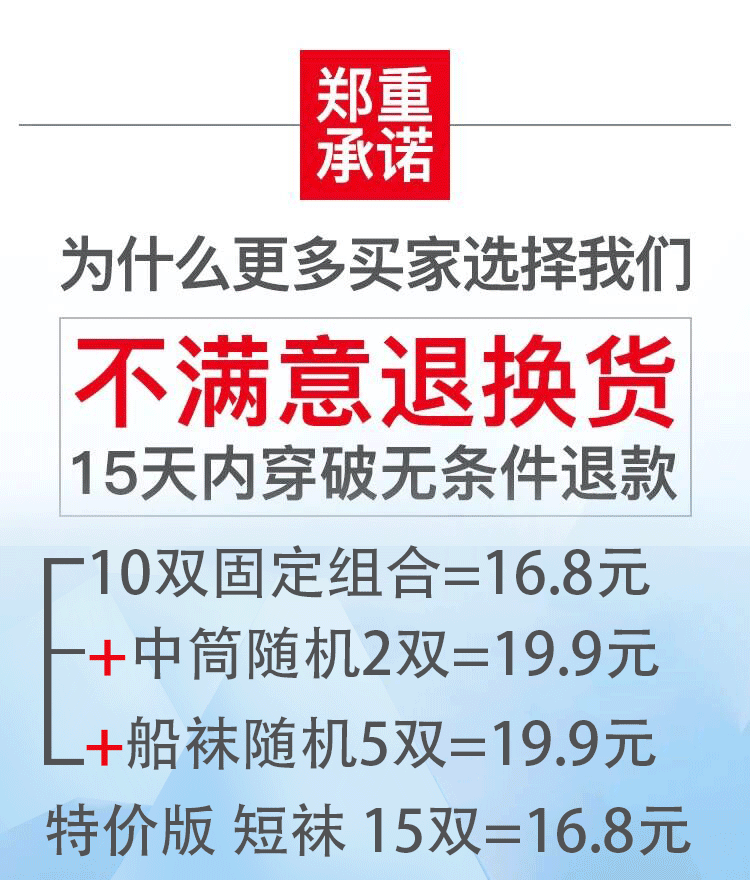 郑重
承诺
为什么更多买家选择我们
不满意退换货
15天内穿破无条件退款
10双固定组合=16.8元
+中筒随机2双=19.9元
+船袜随机5双=19.9元
特价版 短袜 15双=16.8元